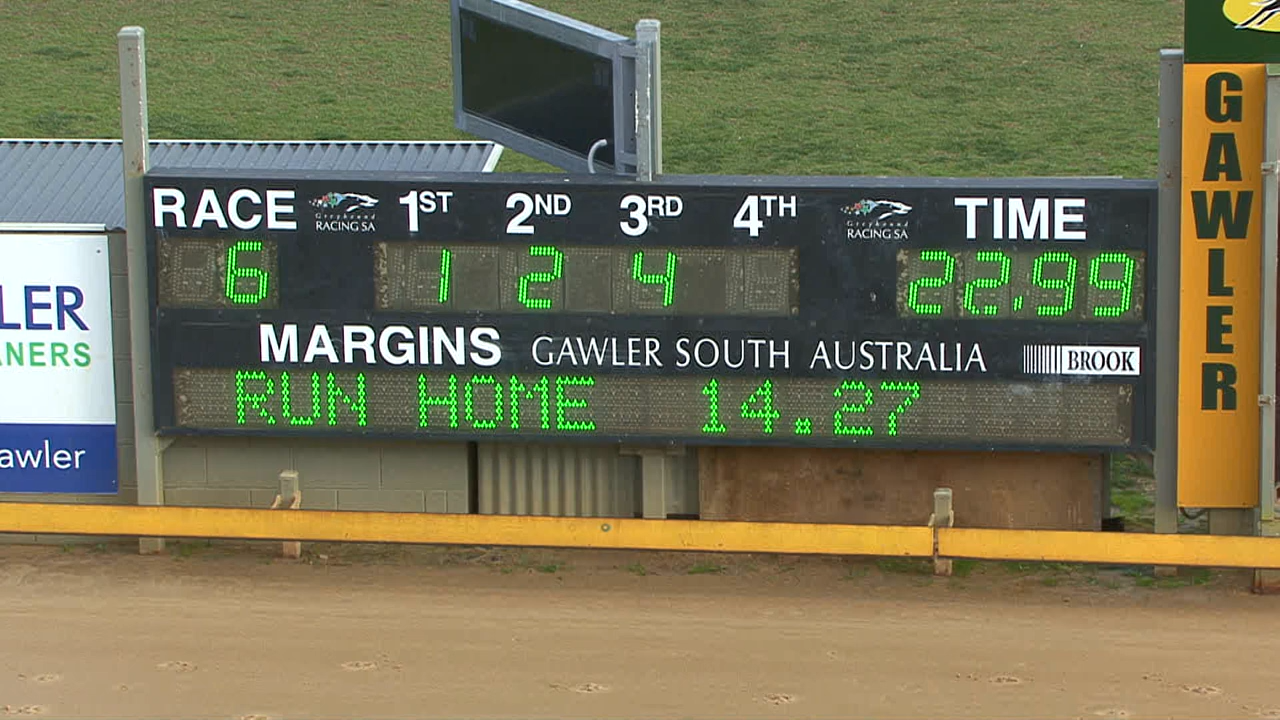 RACE Greyhound RACING SA 1ST 2ND 3RD 4TH Greyhound RACING SA TIME
6 1 2 4 22.99
MARGINS GAWLER SOUTH AUSTRALIA BROOK
RUN HOME 14.27
GAWLER
LER
ANERS
awler